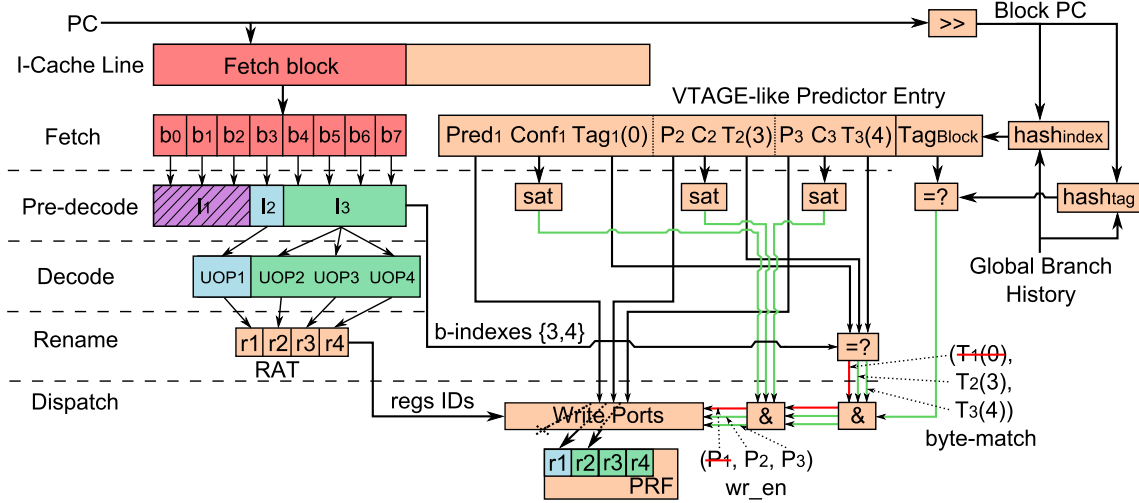 PC
>>
Block PC
I-Cache Line
Fetch block
VTAGE-like Predictor Entry
Fetch
b0 b1 b2 b3 b4 b5 b6 b7
Pred1 Conf1 Tag1(0) P2 C2 T2(3) P3 C3 T3(4) TagBlock
hashindex
Pre-decode
I1 I2 I3
sat
sat
sat
=?
hashtag
Decode
UOP1 UOP2 UOP3 UOP4
Global Branch
History
Rename
r1 r2 r3 r4
RAT
b-indexes {3,4}
=?
(T1(0),
T2(3),
T3(4))
byte-match
Dispatch
regs IDs
Write Ports
&
&
(P1, P2, P3)
wr_en
r1 r2 r3 r4
PRF